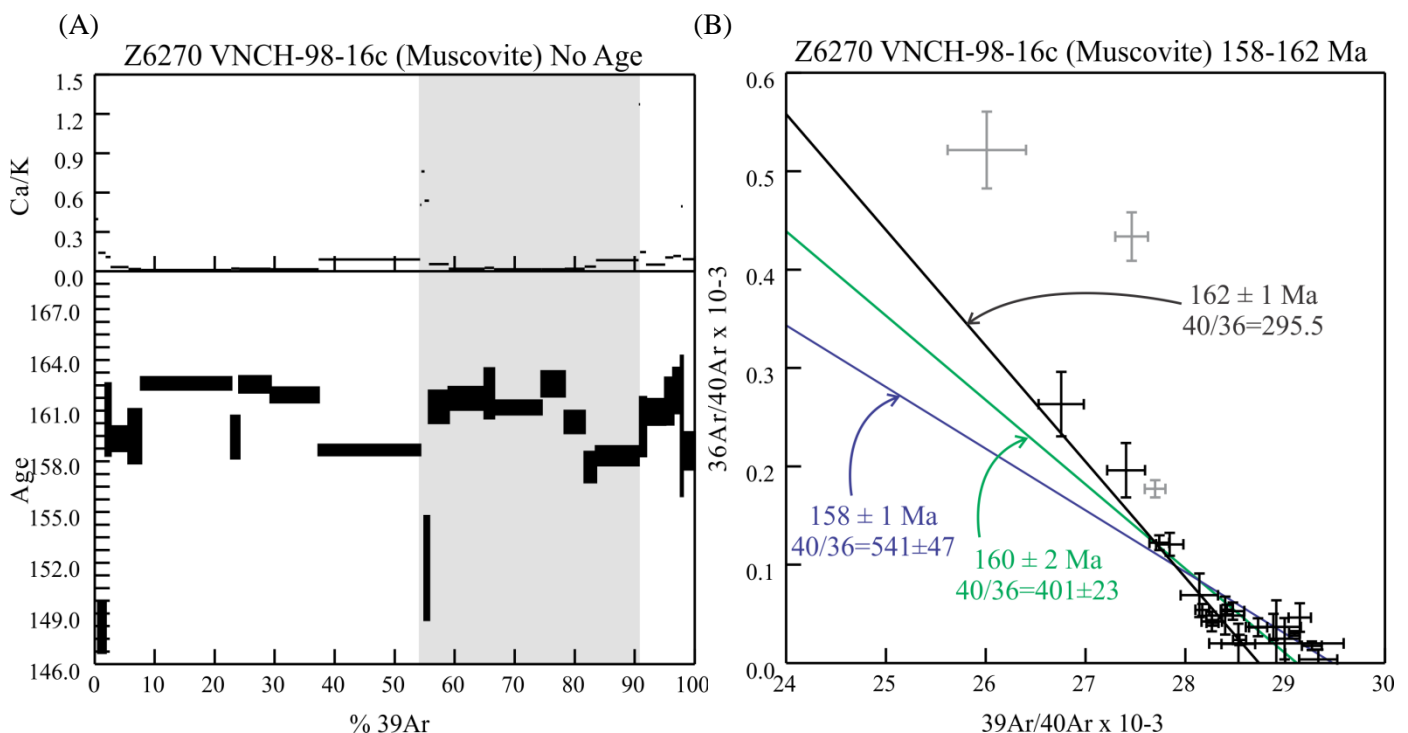 (A)
Z6270 VNCH-98-16c (Muscovite) No Age
1.5
1.2
0.9
0.6
0.3
0.0
Ca/K
167.0
164.0
161.0
158.0
155.0
152.0
149.0
146.0
Age
0 10 20 30 40 50 60 70 80 90 100
% 39Ar
(B)
Z6270 VNCH-98-16c (Muscovite) 158-162 Ma
0.6
0.5
0.4
0.3
0.2
0.1
0.0
36Ar/40Ar x 10-3
162 ± 1 Ma
40/36=295.5
158 ± 1 Ma
40/36=541±47
160 ± 2 Ma
40/36=401±23
24 25 26 27 28 29 30
39Ar/40Ar x 10-3